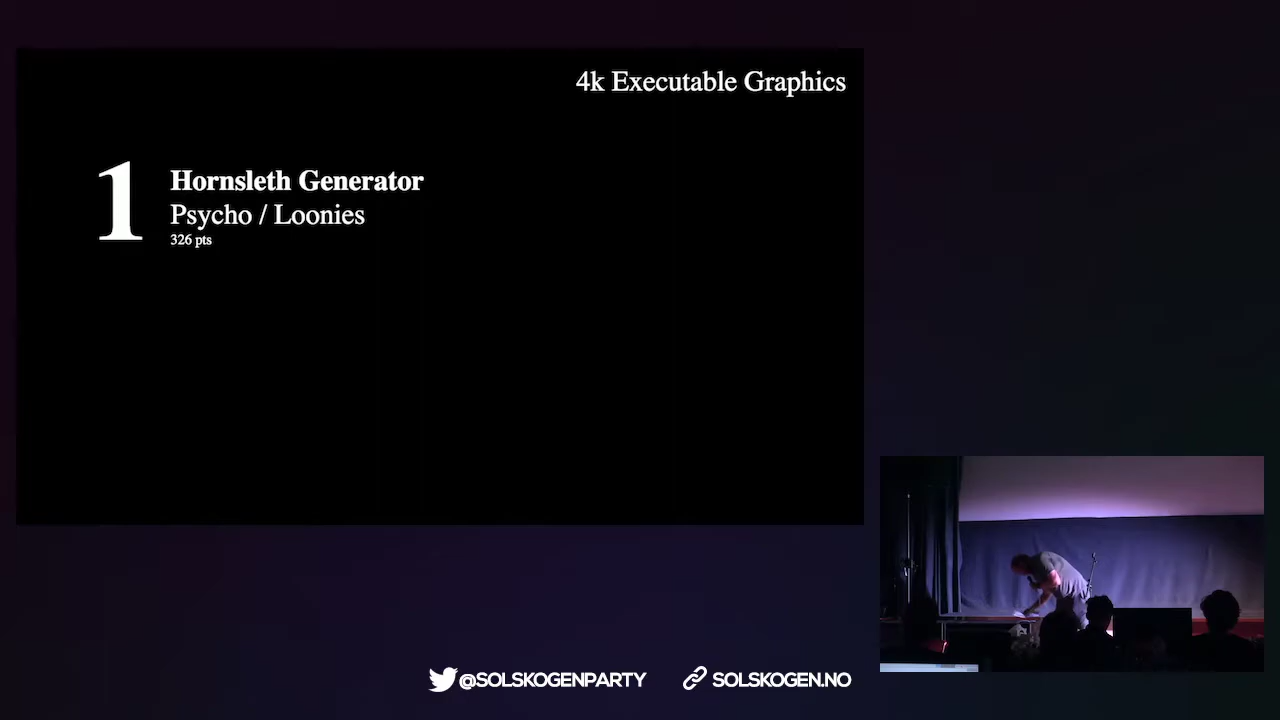 4k Executable Graphics
1
Hornsleth Generator
Psycho / Loonies
326 pts
@SOLSKOGENPARTY
SOLSKOGEN.NO